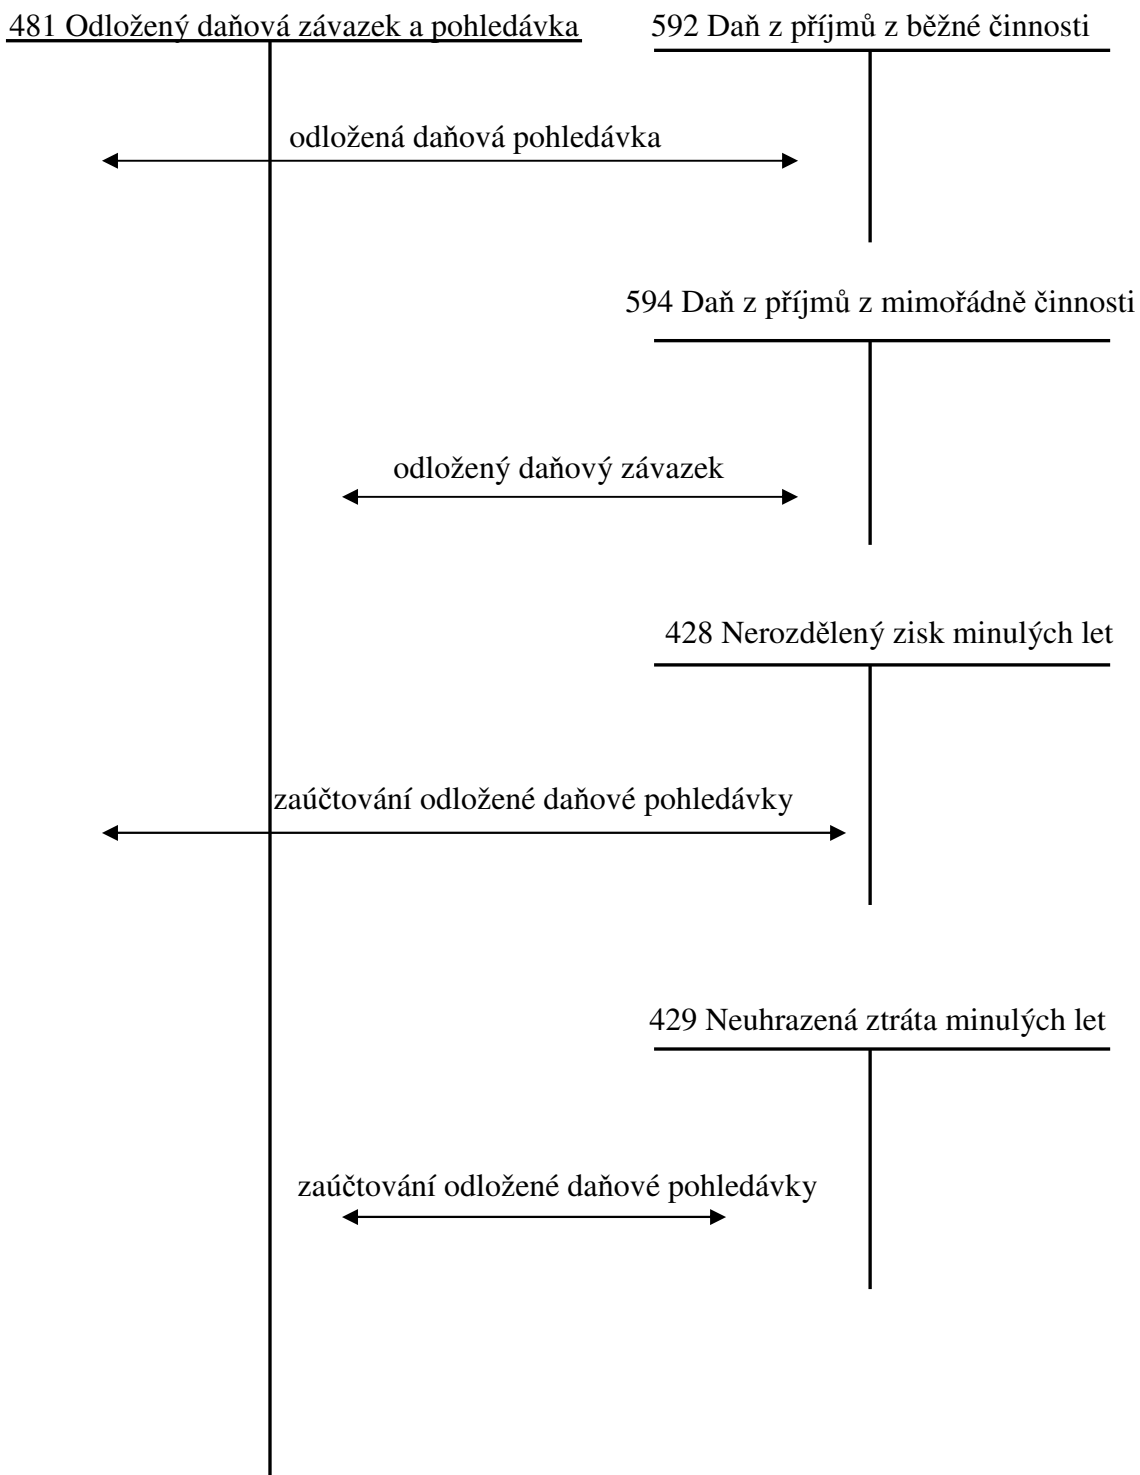 481 Odložený daňová závazek a pohledávka
592 Daň z příjmů z běžné činnosti
odložená daňová pohledávka
594 Daň z příjmů z mimořádně činnosti
odložený daňový závazek
428 Nerozdělený zisk minulých let
zaúčtování odložené daňové pohledávky
429 Neuhrazená ztráta minulých let
zaúčtování odložené daňové pohledávky